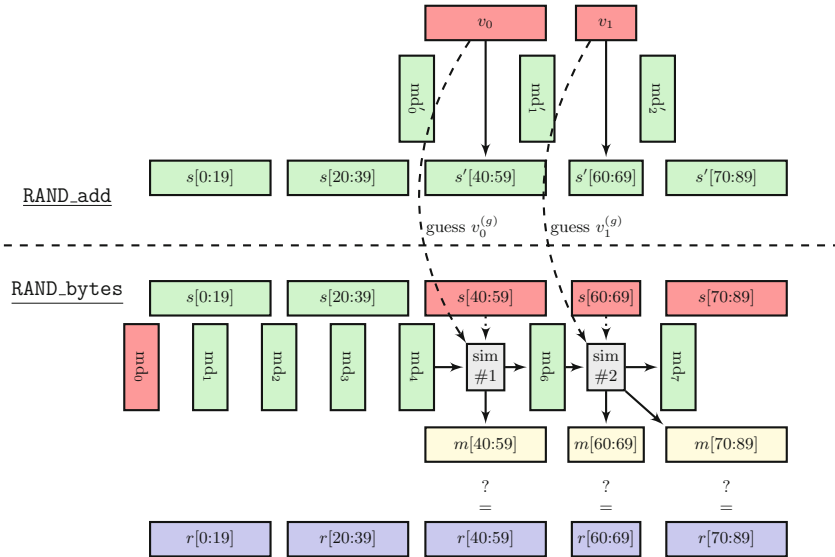 v₀ v₁
md′₀ md′₁ md′₂
s[0:19] s[20:39] s′[40:59] s′[60:69] s′[70:89]
RAND_add
guess v₀⁽ᵍ⁾ guess v₁⁽ᵍ⁾
RAND_bytes
s[0:19] s[20:39] s[40:59] s[60:69] s[70:89]
md₀ md₁ md₂ md₃ md₄ sim #1 md₆ sim #2 md₇
m[40:59] m[60:69] m[70:89]
? ? ?
= = =
r[0:19] r[20:39] r[40:59] r[60:69] r[70:89]